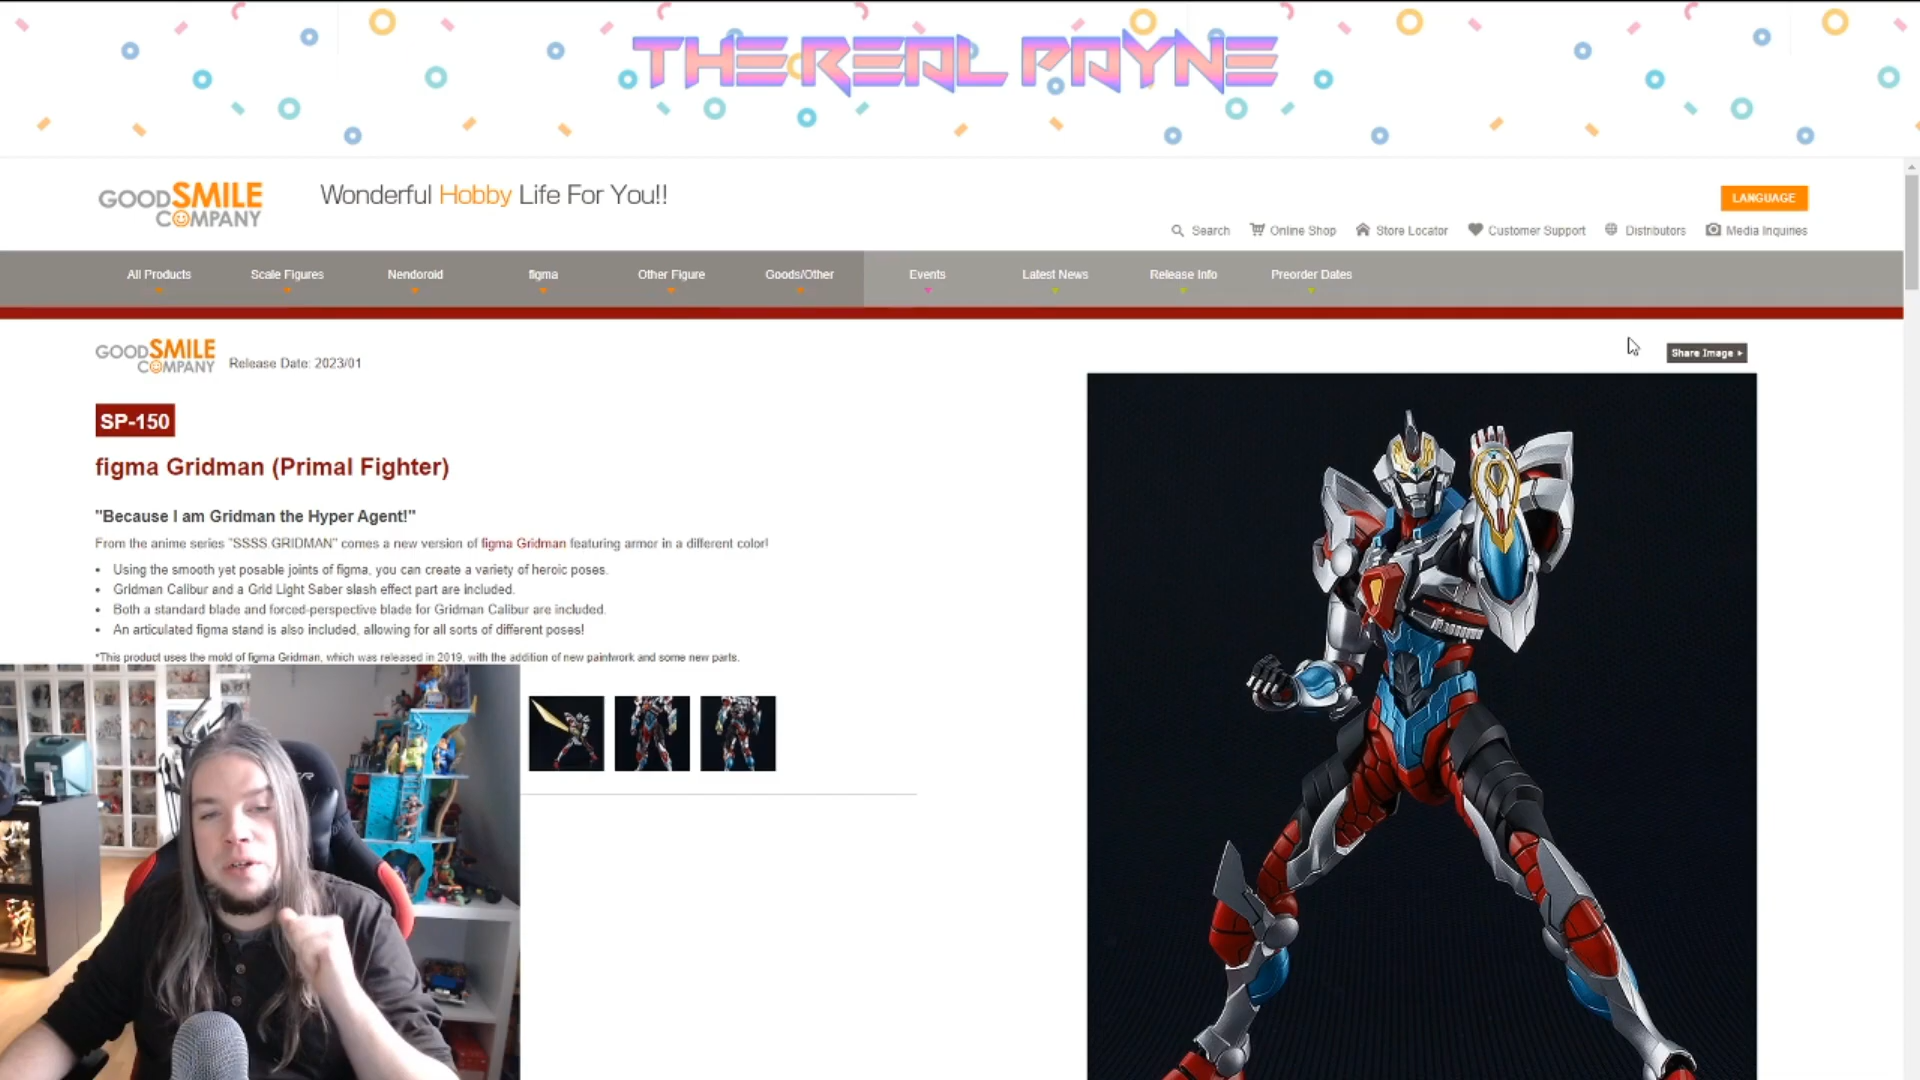 THE REAL PAYNE
GOODSMILE
COMPANY
Wonderful Hobby Life For You!!
LANGUAGE
Search
Online Shop
Store Locator
Customer Support
Distributors
Media Inquiries
All Products
Scale Figures
Nendoroid
figma
Other Figure
Goods/Other
Events
Latest News
Release Info
Preorder Dates
GOODSMILE
COMPANY
Release Date: 2023/01
Share Image
SP-150
figma Gridman (Primal Fighter)
"Because I am Gridman the Hyper Agent!"
From the anime series "SSSS.GRIDMAN" comes a new version of figma Gridman featuring armor in a different color!
• Using the smooth yet posable joints of figma, you can create a variety of heroic poses.
• Gridman Calibur and a Grid Light Saber slash effect part are included.
• Both a standard blade and forced-perspective blade for Gridman Calibur are included.
• An articulated figma stand is also included, allowing for all sorts of different poses!
*This product uses the mold of figma Gridman, which was released in 2019, with the addition of new paintwork and some new parts.